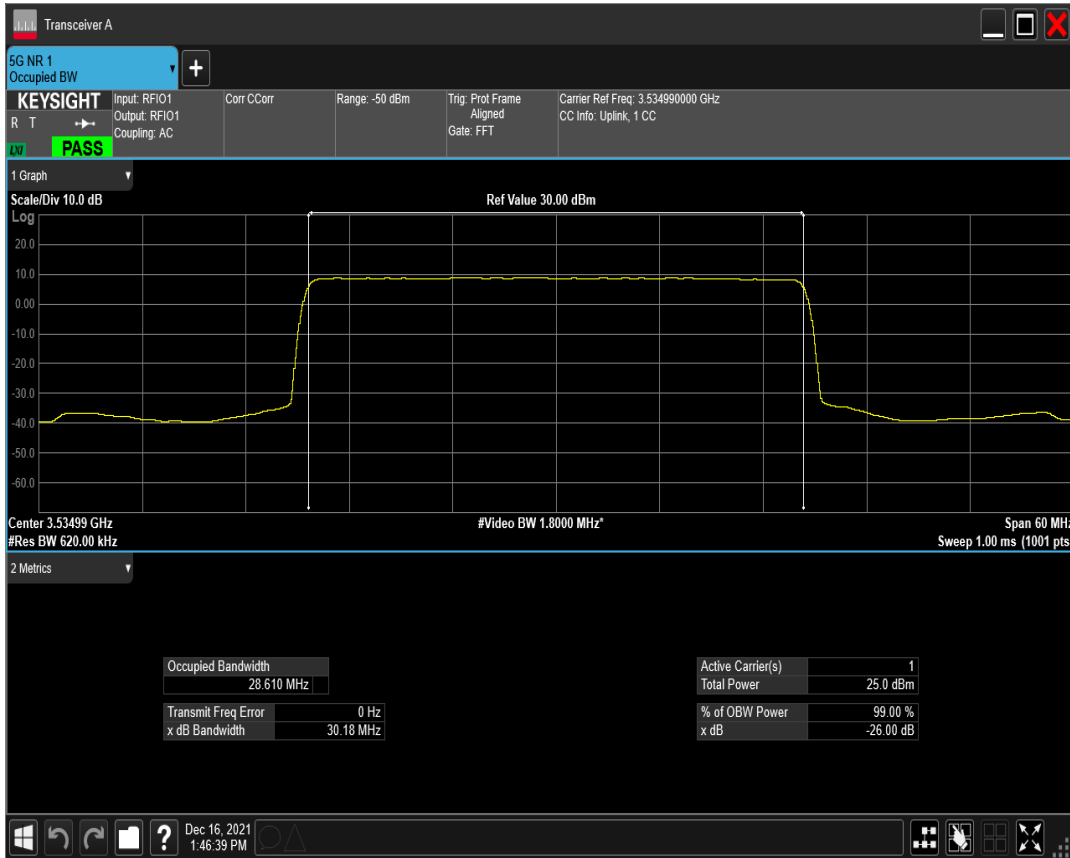 Transceiver A
5G NR 1
Occupied BW
KEYSIGHT
R T
LXI
PASS
Input: RFIO1
Output: RFIO1
Coupling: AC
Corr CCorr
Range: -50 dBm
Trig: Prot Frame
Aligned
Gate: FFT
Carrier Ref Freq: 3.534990000 GHz
CC Info: Uplink, 1 CC
1 Graph
Scale/Div 10.0 dB
Ref Value 30.00 dBm
Log
20.0
10.0
0.00
-10.0
-20.0
-30.0
-40.0
-50.0
-60.0
Center 3.53499 GHz
#Video BW 1.8000 MHz*
Span 60 MHz
#Res BW 620.00 kHz
Sweep 1.00 ms (1001 pts
2 Metrics
Occupied Bandwidth
28.610 MHz
Transmit Freq Error 0 Hz
x dB Bandwidth 30.18 MHz
Active Carrier(s) 1
Total Power 25.0 dBm
% of OBW Power 99.00 %
x dB -26.00 dB
?
Dec 16, 2021
1:46:39 PM